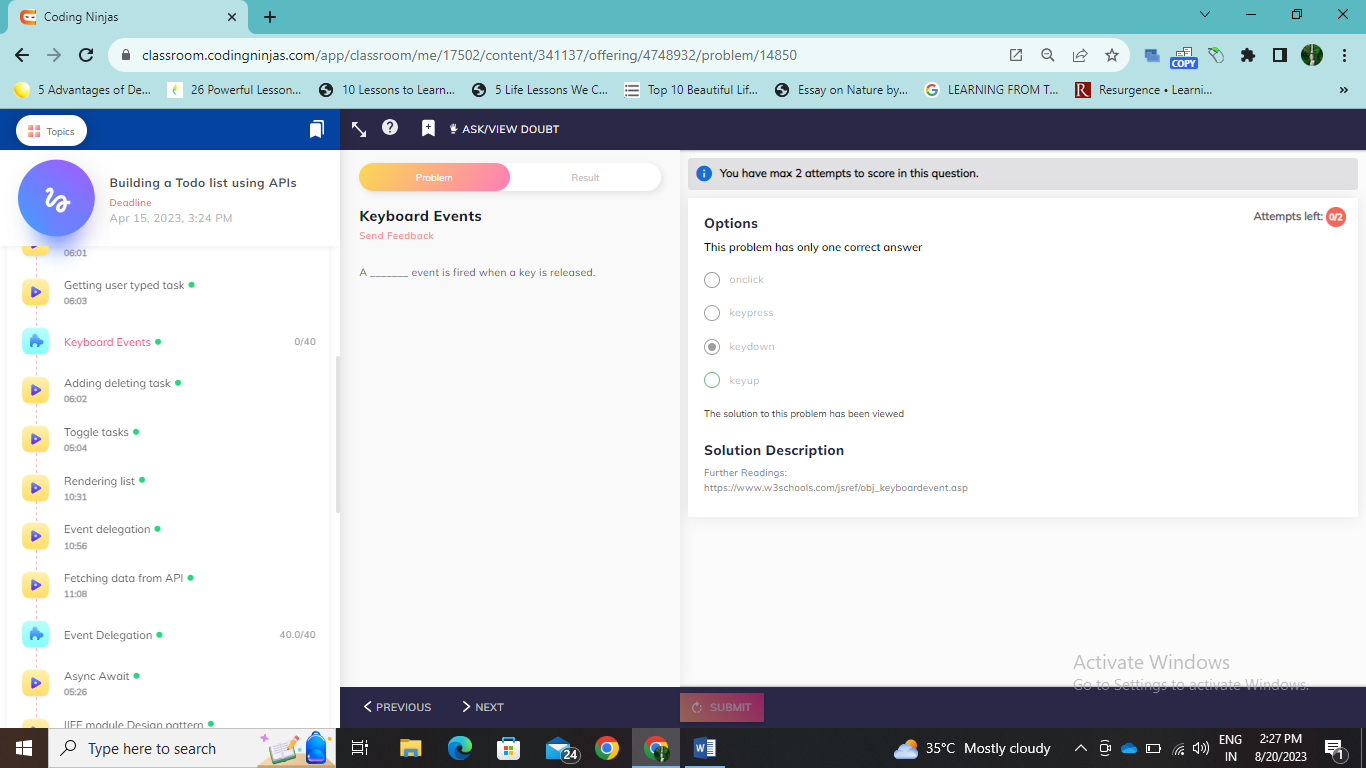 Coding Ninjas
classroom.codingninjas.com/app/classroom/me/17502/content/341137/offering/4748932/problem/14850
COPY
5 Advantages of De...
26 Powerful Lesson...
10 Lessons to Learn...
5 Life Lessons We C...
Top 10 Beautiful Lif...
Essay on Nature by...
LEARNING FROM T...
Resurgence • Learni...
Topics
ASK/VIEW DOUBT
Building a Todo list using APIs
Deadline
Apr 15, 2023, 3:24 PM
06:01
Getting user typed task
06:03
Keyboard Events 0/40
Adding deleting task
06:02
Toggle tasks
05:04
Rendering list
10:31
Event delegation
10:56
Fetching data from API
11:08
Event Delegation 40.0/40
Async Await
05:26
IIFE module Design pattern
Problem
Result
Keyboard Events
Send Feedback
A _______ event is fired when a key is released.
PREVIOUS
NEXT
You have max 2 attempts to score in this question.
Options
Attempts left: 0/2
This problem has only one correct answer
onclick
keypress
keydown
keyup
The solution to this problem has been viewed
Solution Description
Further Readings:
https://www.w3schools.com/jsref/obj_keyboardevent.asp
Activate Windows
Go to Settings to activate Windows.
SUBMIT
Type here to search
24
35°C Mostly cloudy
ENG
IN
2:27 PM
8/20/2023
1